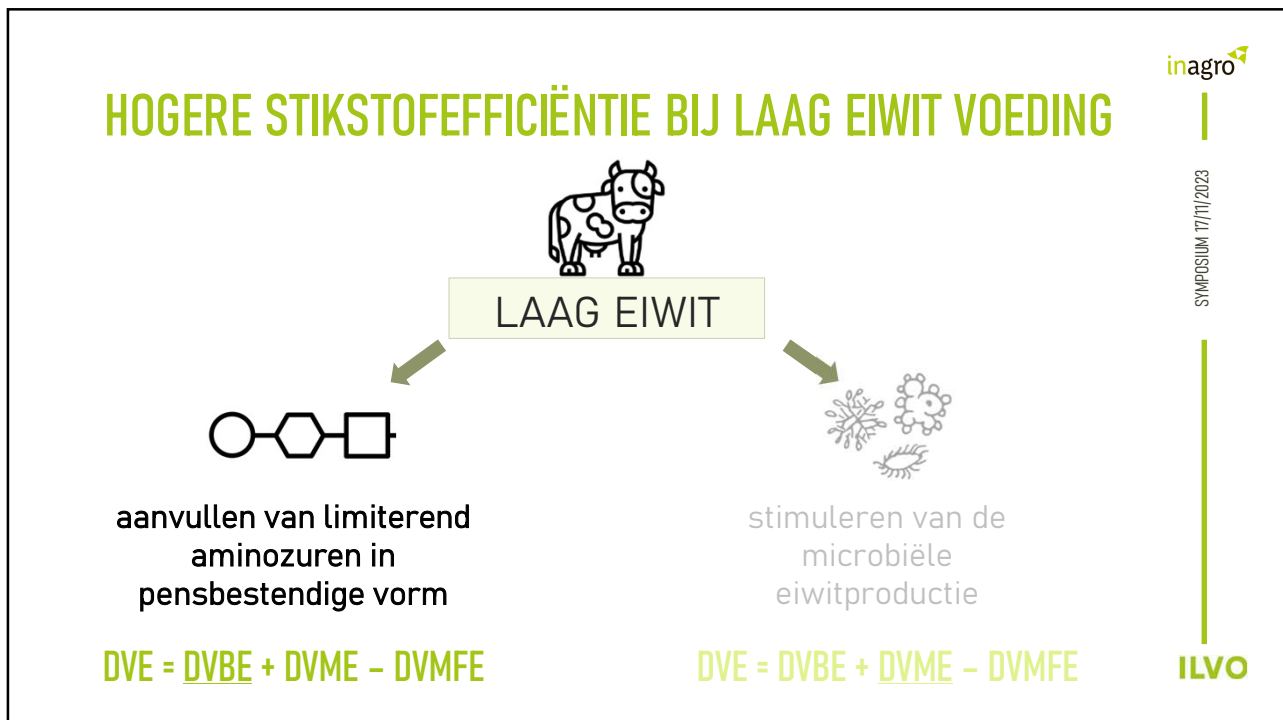 inagro
HOGERE STIKSTOFEFFICIËNTIE BIJ LAAG EIWIT VOEDING
SYMPOSIUM 17/11/2023
LAAG EIWIT
aanvullen van limiterend
aminozuren in
pensbestendige vorm
DVE = DVBE + DVME – DVMFE
stimuleren van de
microbiële
eiwitproductie
DVE = DVBE + DVME – DVMFE
ILVO